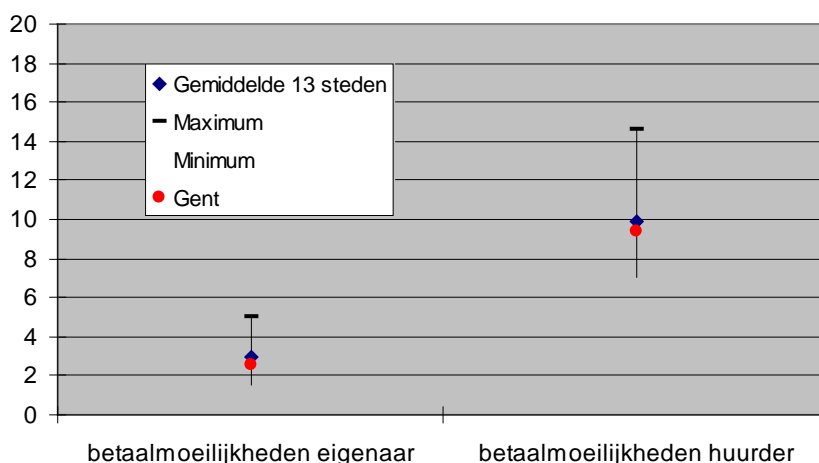 20
18
16
14
12
10
8
6
4
2
0
Gemiddelde 13 steden
Maximum
Minimum
Gent
betaalmoeilijkheden eigenaar
betaalmoeilijkheden huurder